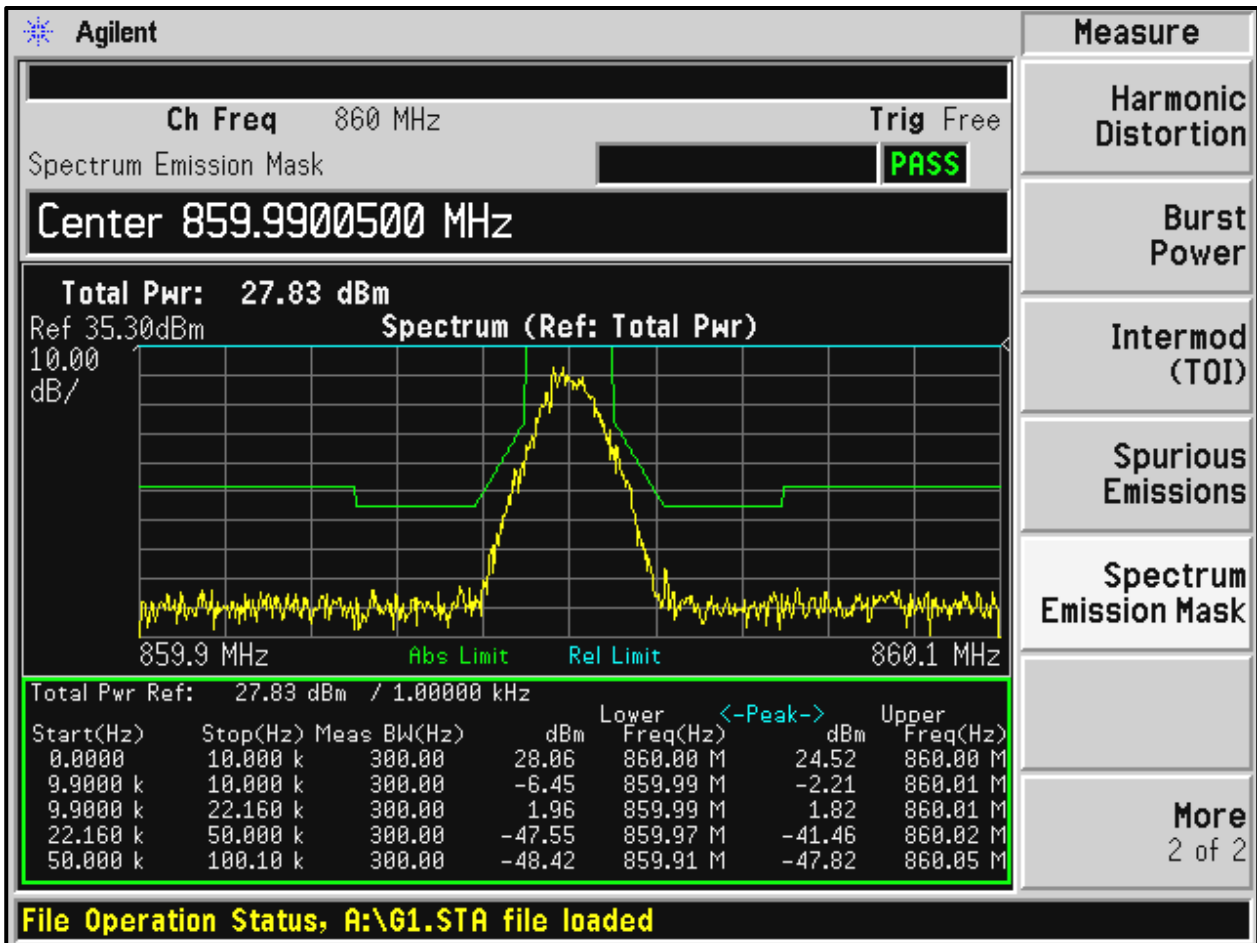 Agilent
Ch Freq 860 MHz Trig Free
Spectrum Emission Mask PASS
Center 859.9900500 MHz
Total Pwr: 27.83 dBm
Ref 35.30dBm Spectrum (Ref: Total Pwr)
10.00
dB/
859.9 MHz Abs Limit Rel Limit 860.1 MHz
Total Pwr Ref: 27.83 dBm / 1.00000 kHz
Lower <-Peak-> Upper
Start(Hz) Stop(Hz) Meas BW(Hz) dBm Freq(Hz) dBm Freq(Hz)
0.0000 10.000 k 300.00 28.06 860.00 M 24.52 860.00 M
9.9000 k 10.000 k 300.00 -6.45 859.99 M -2.21 860.01 M
9.9000 k 22.160 k 300.00 1.96 859.99 M 1.82 860.01 M
22.160 k 50.000 k 300.00 -47.55 859.97 M -41.46 860.02 M
50.000 k 100.10 k 300.00 -48.42 859.91 M -47.82 860.05 M
File Operation Status, A:\G1.STA file loaded
Measure
Harmonic
Distortion
Burst
Power
Intermod
(TOI)
Spurious
Emissions
Spectrum
Emission Mask
More
2 of 2